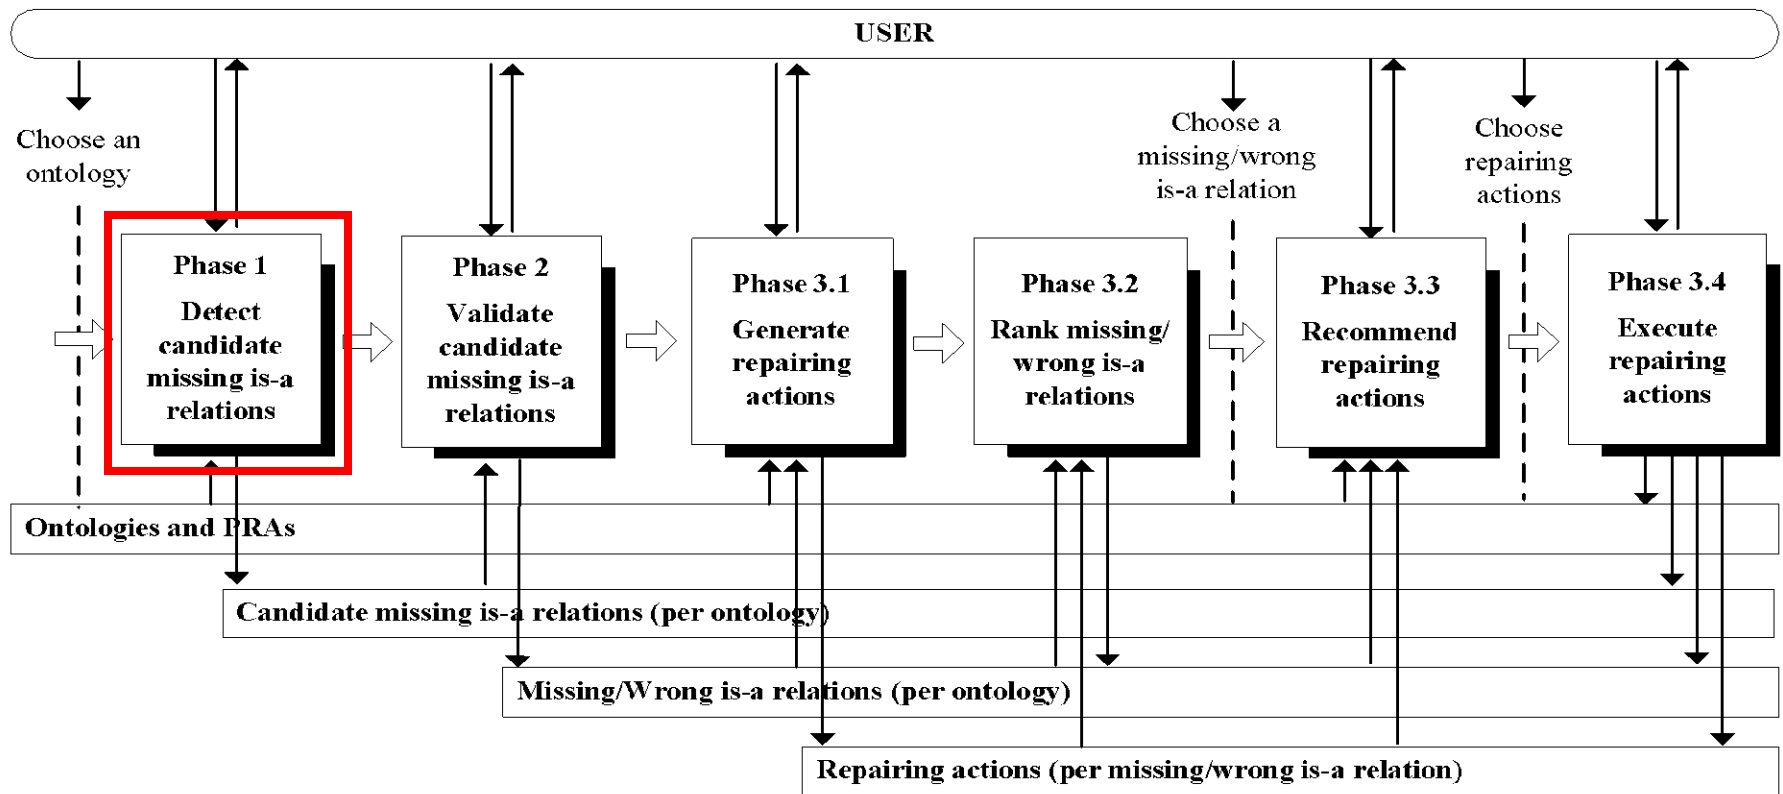 USER
Choose an
ontology
Choose a
missing/wrong
is-a relation
Choose
repairing
actions
Phase 1
Detect
candidate
missing is-a
relations
Phase 2
Validate
candidate
missing is-a
relations
Phase 3.1
Generate
repairing
actions
Phase 3.2
Rank missing/
wrong is-a
relations
Phase 3.3
Recommend
repairing
actions
Phase 3.4
Execute
repairing
actions
Ontologies and PRAs
Candidate missing is-a relations (per ontology)
Missing/Wrong is-a relations (per ontology)
Repairing actions (per missing/wrong is-a relation)